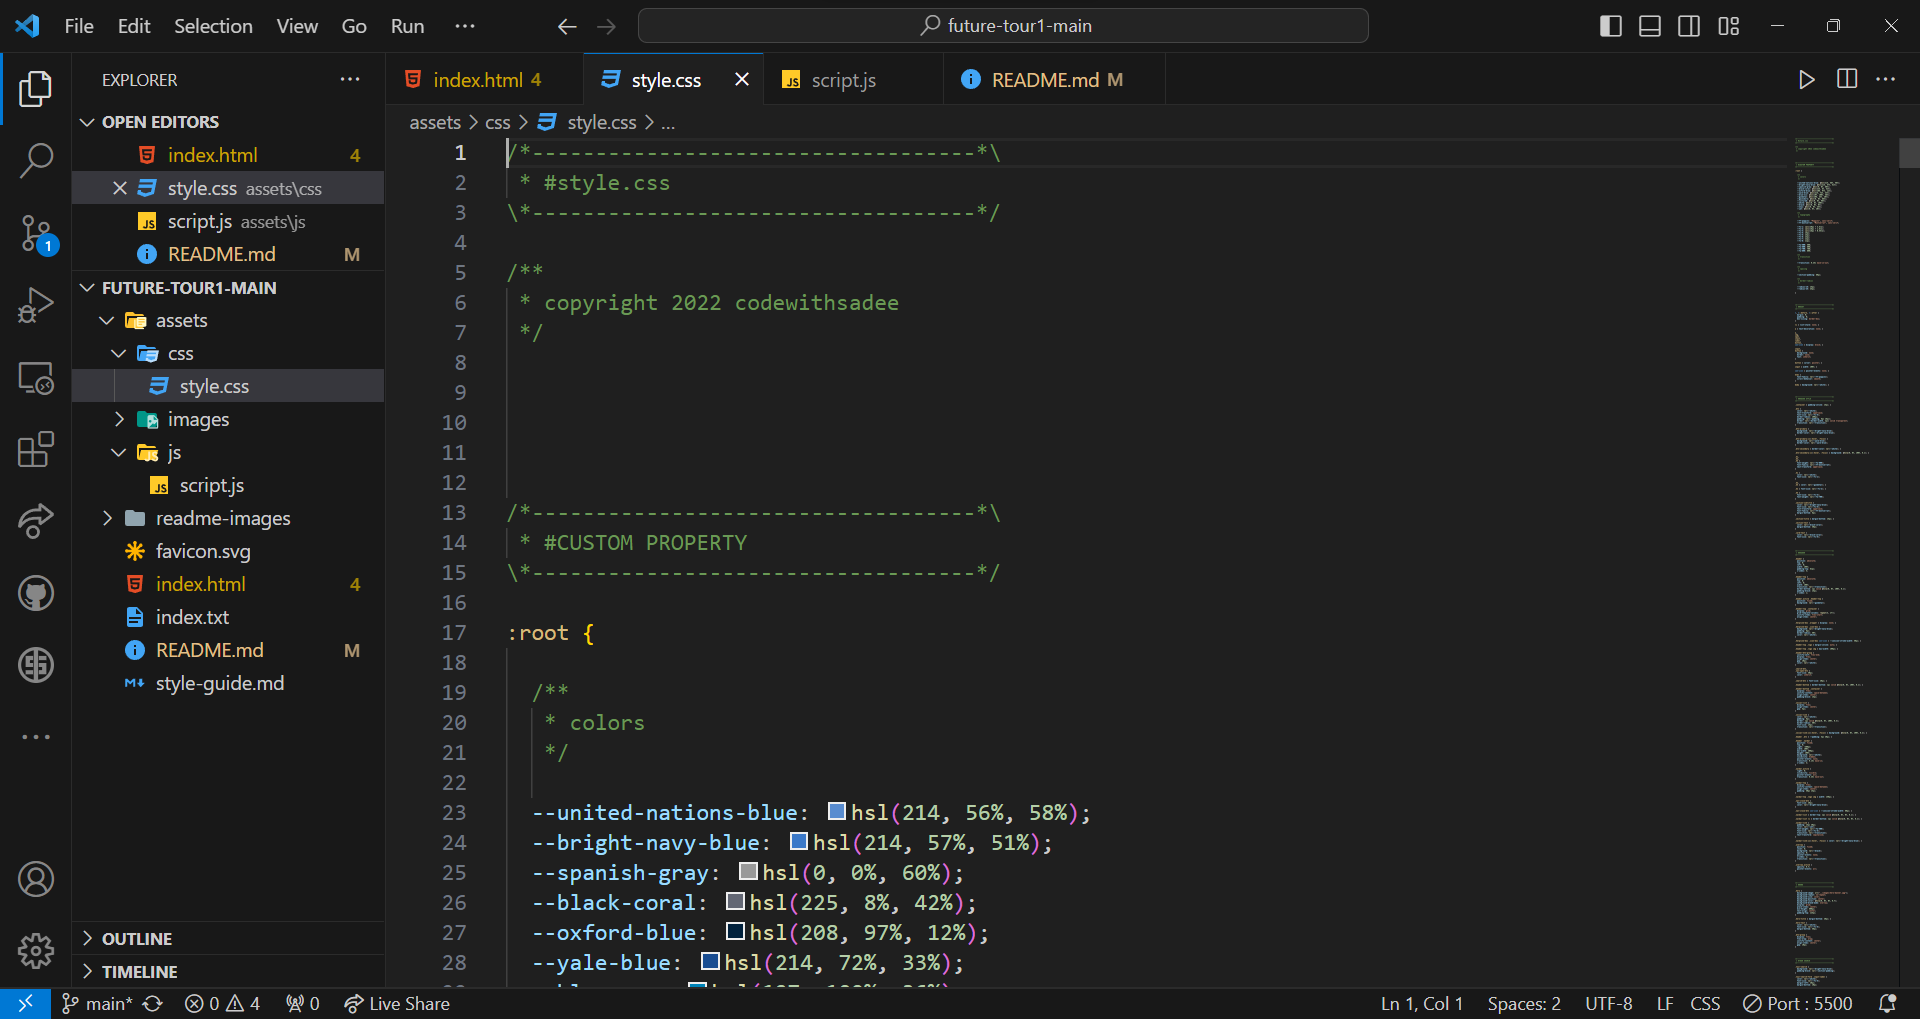 File Edit Selection View Go Run ··· future-tour1-main
EXPLORER ···
index.html 4 style.css script.js README.md M
OPEN EDITORS
index.html 4
style.css assets\css
script.js assets\js
README.md M
FUTURE-TOUR1-MAIN
assets
css
style.css
images
js
script.js
readme-images
favicon.svg
index.html 4
index.txt
README.md M
style-guide.md
OUTLINE
TIMELINE
1
assets > css > style.css > ...
1 /*-----------------------------------*\
2 * #style.css
3 \*-----------------------------------*/
4
5 /**
6 * copyright 2022 codewithsadee
7 */
8
9
10
11
12
13 /*-----------------------------------*\
14 * #CUSTOM PROPERTY
15 \*-----------------------------------*/
16
17 :root {
18
19 /**
20 * colors
21 */
22
23 --united-nations-blue: hsl(214, 56%, 58%);
24 --bright-navy-blue: hsl(214, 57%, 51%);
25 --spanish-gray: hsl(0, 0%, 60%);
26 --black-coral: hsl(225, 8%, 42%);
27 --oxford-blue: hsl(208, 97%, 12%);
28 --yale-blue: hsl(214, 72%, 33%);
main* 0 4 0 Live Share Ln 1, Col 1 Spaces: 2 UTF-8 LF CSS Port : 5500